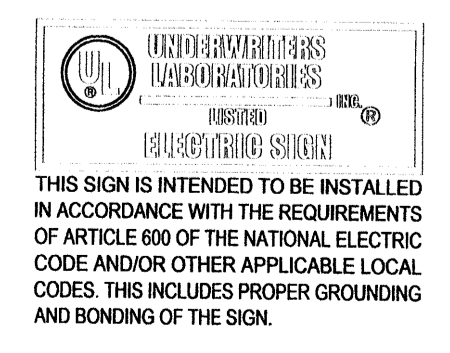 UL
®
UNDERWRITERS
LABORATORIES
INC. ®
LISTED
ELECTRIC SIGN
THIS SIGN IS INTENDED TO BE INSTALLED
IN ACCORDANCE WITH THE REQUIREMENTS
OF ARTICLE 600 OF THE NATIONAL ELECTRIC
CODE AND/OR OTHER APPLICABLE LOCAL
CODES. THIS INCLUDES PROPER GROUNDING
AND BONDING OF THE SIGN.